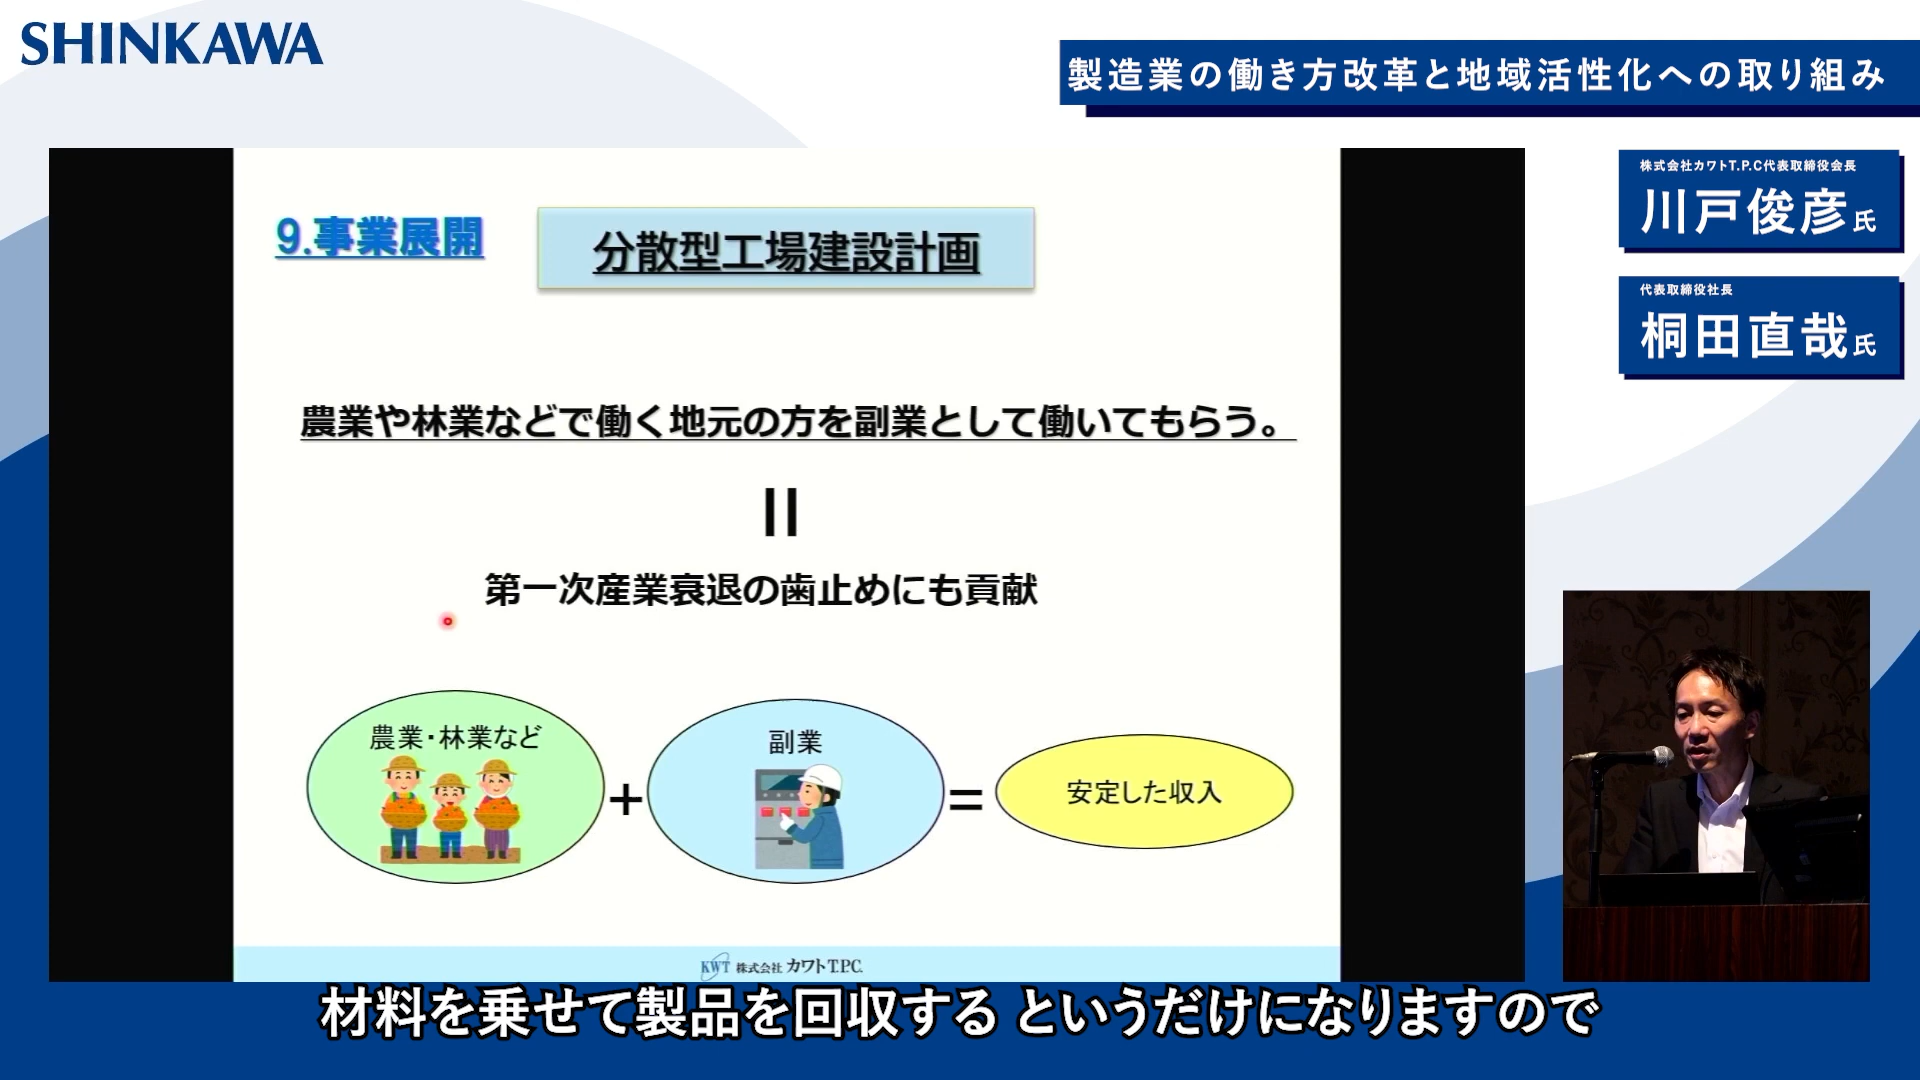 SHINKAWA
製造業の働き方改革と地域活性化への取り組み
株式会社カワトT.P.C代表取締役会長
川戸俊彦氏
代表取締役社長
桐田直哉氏
9.事業展開
分散型工場建設計画
農業や林業などで働く地元の方を副業として働いてもらう。
=
第一次産業衰退の歯止めにも貢献
農業・林業など
+
副業
=
安定した収入
KWT 株式会社 カワトT.P.C.
材料を乗せて製品を回収する というだけになりますので